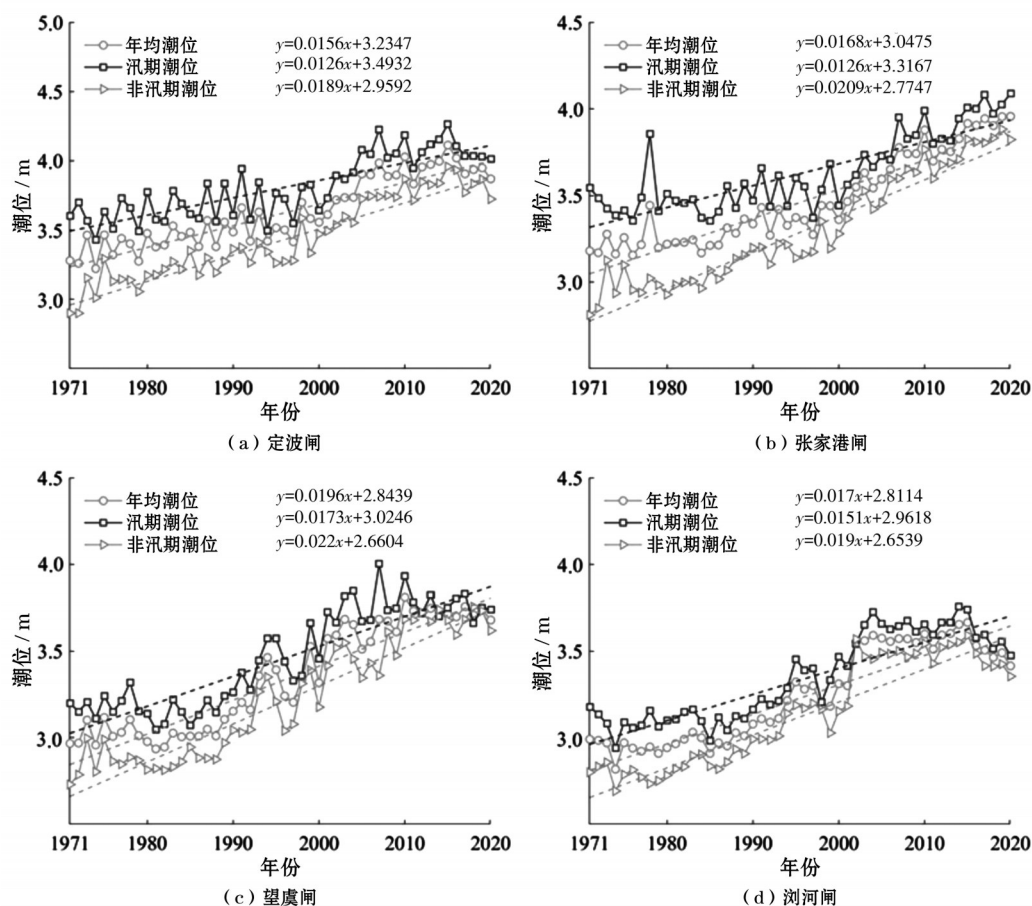 5.0
4.5
4.0
3.5
3.0
潮位 / m
年均潮位 y=0.0156x+3.2347
汛期潮位 y=0.0126x+3.4932
非汛期潮位 y=0.0189x+2.9592
1971 1980 1990 2000 2010 2020
年份
（a）定波闸
4.5
4.0
3.5
3.0
潮位 / m
年均潮位 y=0.0168x+3.0475
汛期潮位 y=0.0126x+3.3167
非汛期潮位 y=0.0209x+2.7747
1971 1980 1990 2000 2010 2020
年份
（b）张家港闸
4.5
4.0
3.5
3.0
潮位 / m
年均潮位 y=0.0196x+2.8439
汛期潮位 y=0.0173x+3.0246
非汛期潮位 y=0.022x+2.6604
1971 1980 1990 2000 2010 2020
年份
（c）望虞闸
4.5
4.0
3.5
3.0
潮位 / m
年均潮位 y=0.017x+2.8114
汛期潮位 y=0.0151x+2.9618
非汛期潮位 y=0.019x+2.6539
1971 1980 1990 2000 2010 2020
年份
（d）浏河闸